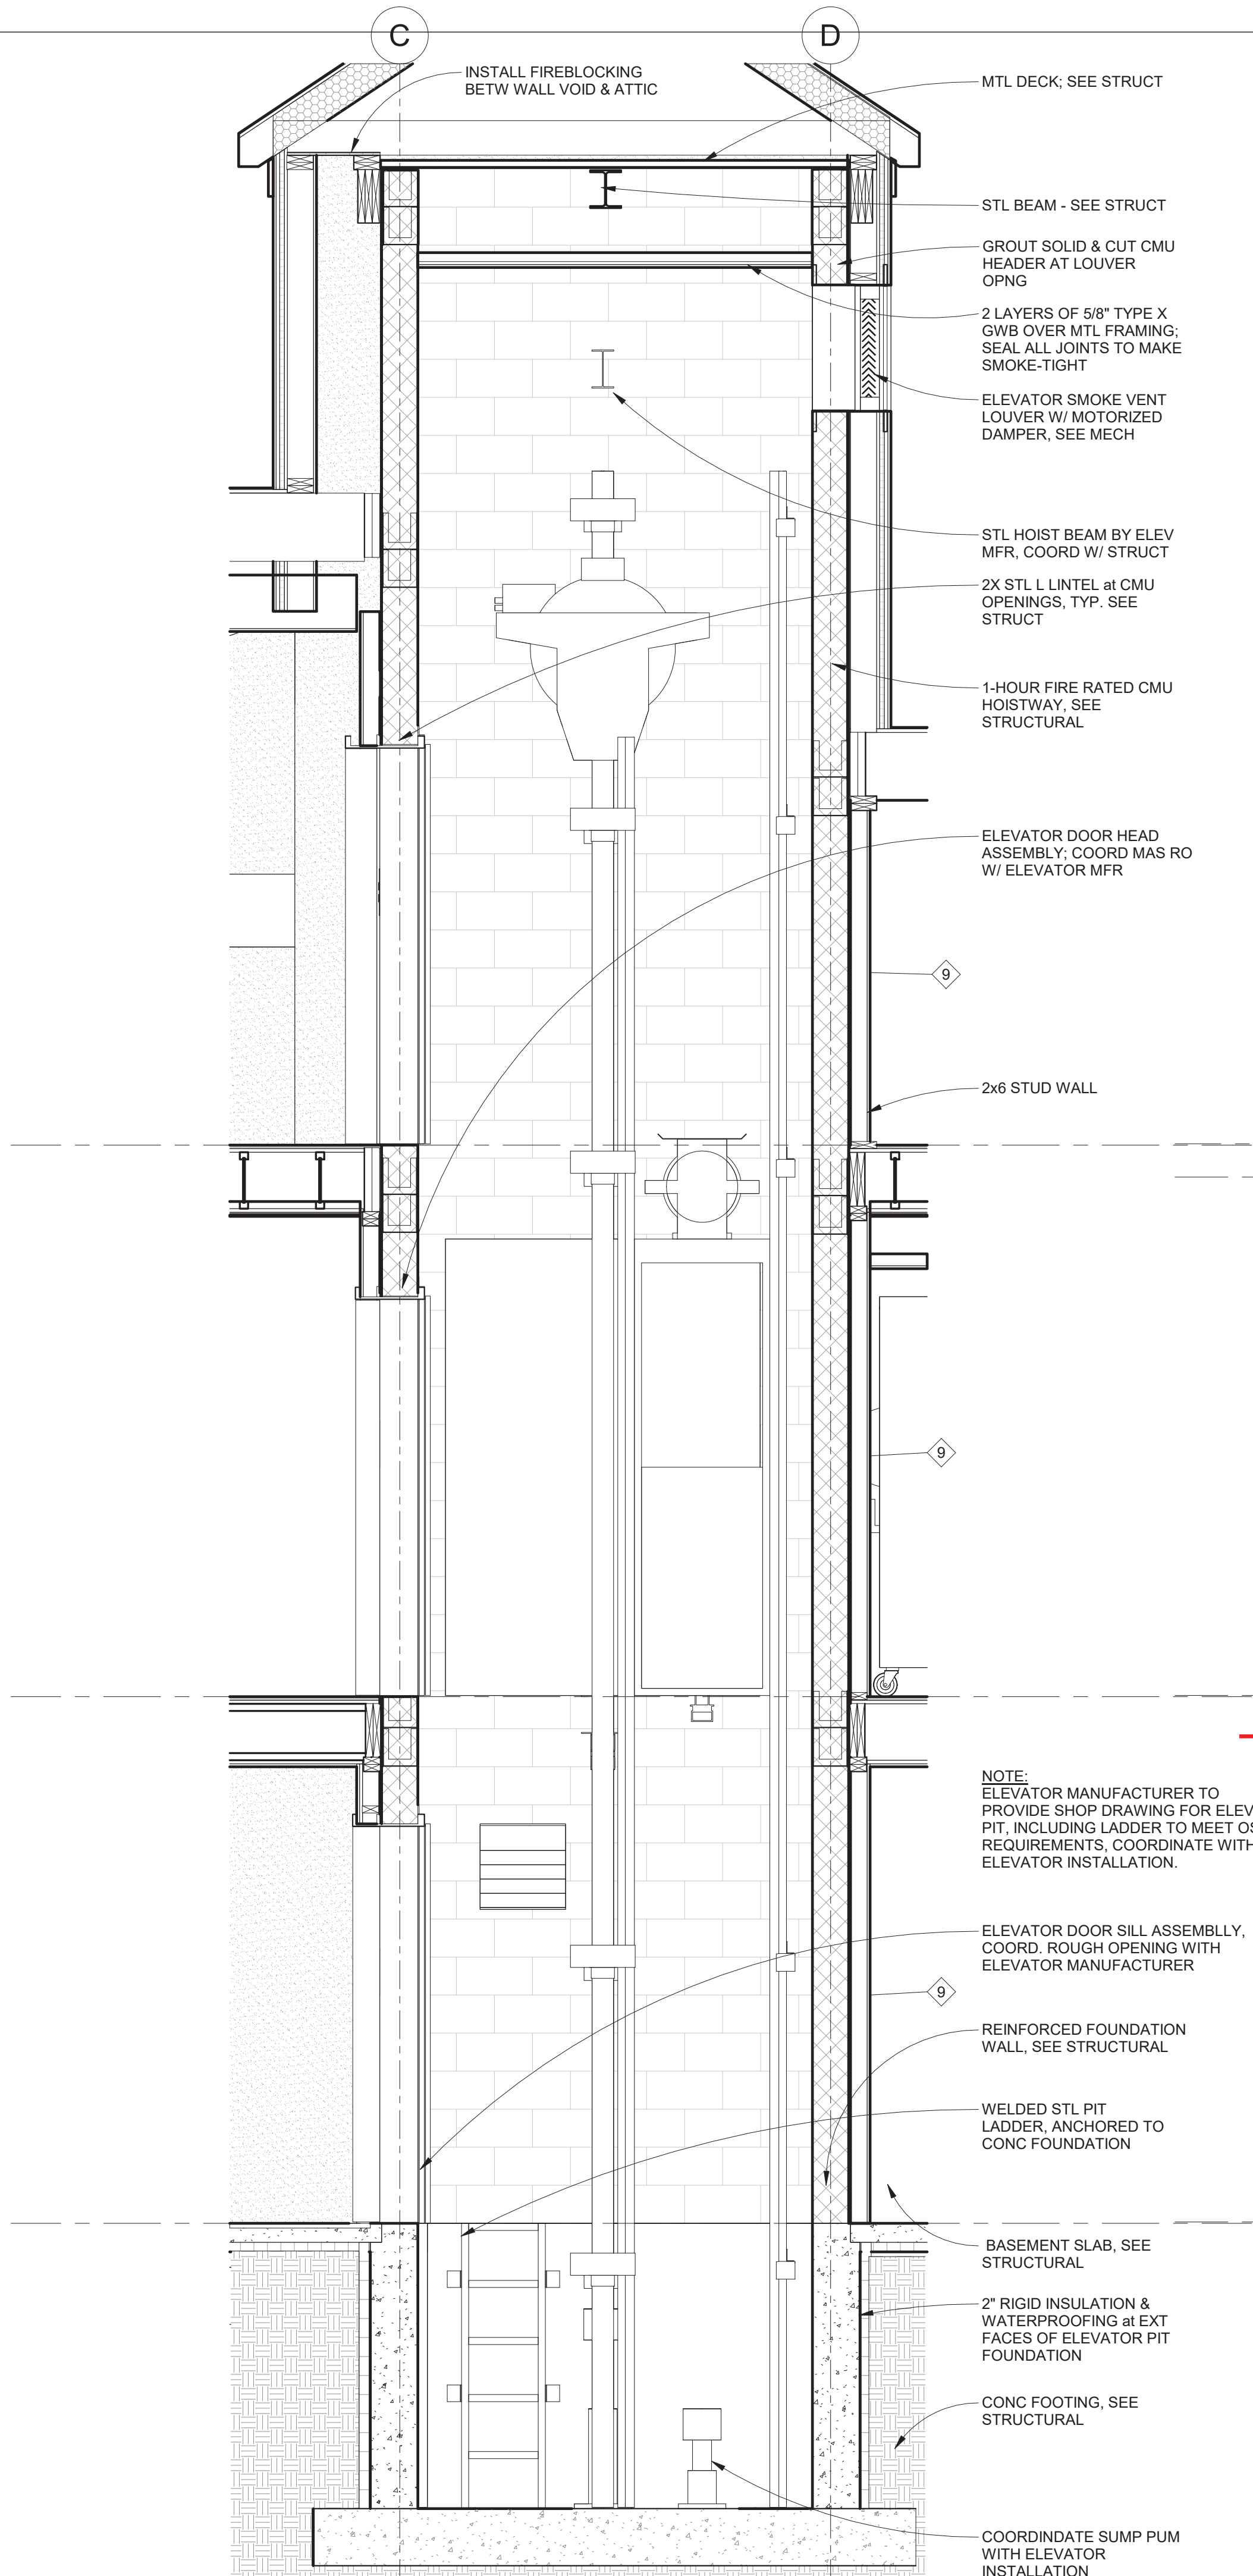 C
D
INSTALL FIREBLOCKING
BETW WALL VOID & ATTIC
MTL DECK; SEE STRUCT
STL BEAM - SEE STRUCT
GROUT SOLID & CUT CMU
HEADER AT LOUVER
OPNG
2 LAYERS OF 5/8" TYPE X
GWB OVER MTL FRAMING;
SEAL ALL JOINTS TO MAKE
SMOKE-TIGHT
ELEVATOR SMOKE VENT
LOUVER W/ MOTORIZED
DAMPER, SEE MECH
STL HOIST BEAM BY ELEV
MFR, COORD W/ STRUCT
2X STL L LINTEL at CMU
OPENINGS, TYP. SEE
STRUCT
1-HOUR FIRE RATED CMU
HOISTWAY, SEE
STRUCTURAL
ELEVATOR DOOR HEAD
ASSEMBLY; COORD MAS RO
W/ ELEVATOR MFR
9
2x6 STUD WALL
9
NOTE:
ELEVATOR MANUFACTURER TO
PROVIDE SHOP DRAWING FOR ELEV
PIT, INCLUDING LADDER TO MEET OS
REQUIREMENTS, COORDINATE WITH
ELEVATOR INSTALLATION.
ELEVATOR DOOR SILL ASSEMBLLY,
COORD. ROUGH OPENING WITH
ELEVATOR MANUFACTURER
9
REINFORCED FOUNDATION
WALL, SEE STRUCTURAL
WELDED STL PIT
LADDER, ANCHORED TO
CONC FOUNDATION
BASEMENT SLAB, SEE
STRUCTURAL
2" RIGID INSULATION &
WATERPROOFING at EXT
FACES OF ELEVATOR PIT
FOUNDATION
CONC FOOTING, SEE
STRUCTURAL
COORDINDATE SUMP PUM
WITH ELEVATOR
INSTALLATION